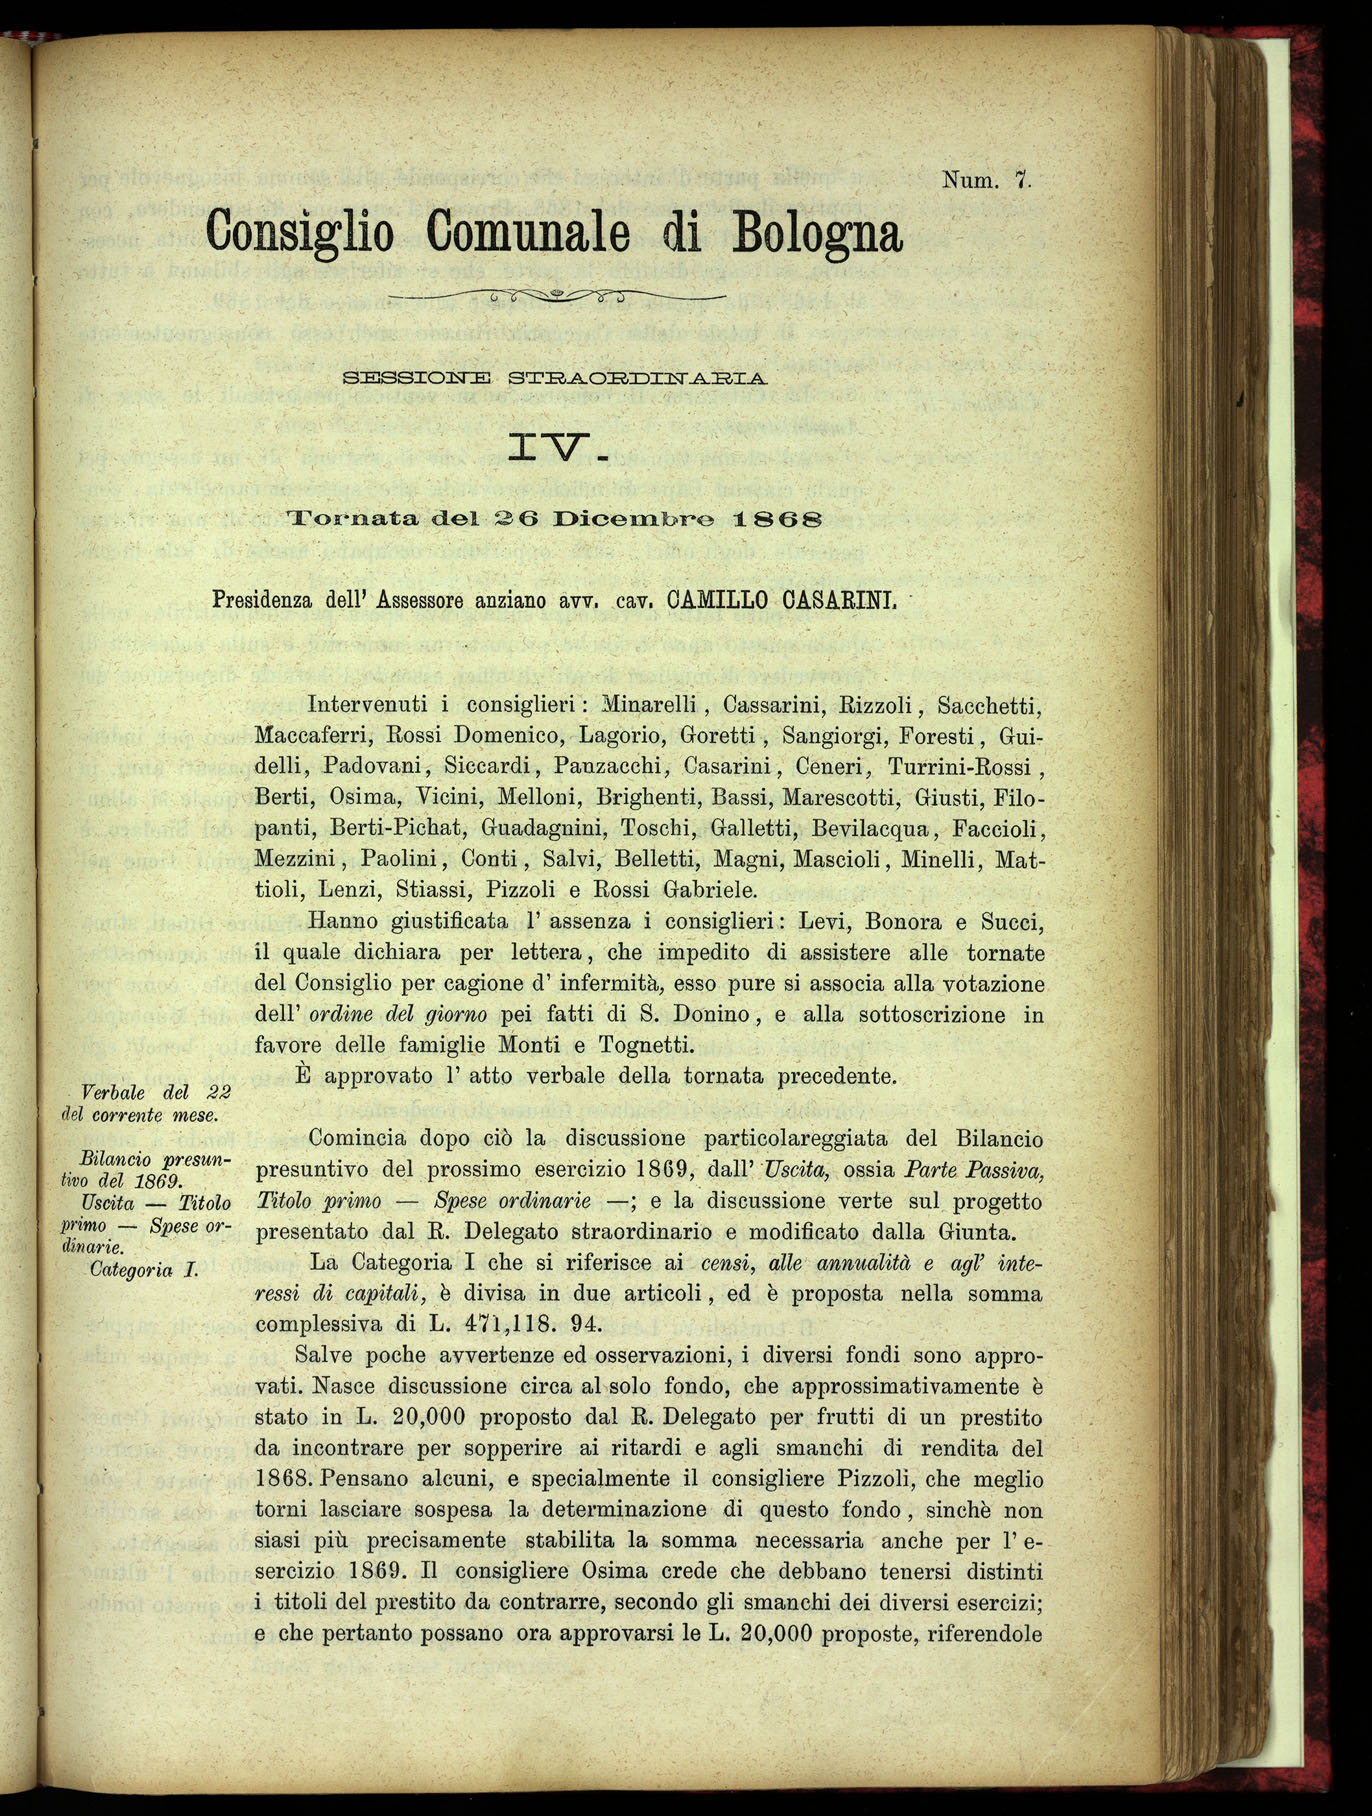 Num. 7.
Consiglio Comunale di Bologna
SESSIONE STRAORDINARIA
IV.
Tornata del 26 Dicembre 1868
Presidenza dell' Assessore anziano avv. cav. CAMILLO CASARINI.
Intervenuti i consiglieri: Minarelli, Cassarini, Rizzoli, Sacchetti,
Maccaferri, Rossi Domenico, Lagorio, Goretti, Sangiorgi, Foresti, Gui-
delli, Padovani, Siccardi, Panzacchi, Casarini, Ceneri, Turrini-Rossi,
Berti, Osima, Vicini, Melloni, Brighenti, Bassi, Marescotti, Giusti, Filo-
panti, Berti-Pichat, Guadagnini, Toschi, Galletti, Bevilacqua, Faccioli,
Mezzini, Paolini, Conti, Salvi, Belletti, Magni, Mascioli, Minelli, Mat-
tioli, Lenzi, Stiassi, Pizzoli e Rossi Gabriele.
Hanno giustificata l' assenza i consiglieri: Levi, Bonora e Succi,
il quale dichiara per lettera, che impedito di assistere alle tornate
del Consiglio per cagione d' infermità, esso pure si associa alla votazione
dell' ordine del giorno pei fatti di S. Donino, e alla sottoscrizione in
favore delle famiglie Monti e Tognetti.
Verbale del 22
del corrente mese.
È approvato l' atto verbale della tornata precedente.
Bilancio presun-
tivo del 1869.
Uscita — Titolo
primo — Spese or-
dinarie.
Categoria I.
Comincia dopo ciò la discussione particolareggiata del Bilancio
presuntivo del prossimo esercizio 1869, dall' Uscita, ossia Parte Passiva,
Titolo primo — Spese ordinarie —; e la discussione verte sul progetto
presentato dal R. Delegato straordinario e modificato dalla Giunta.
La Categoria I che si riferisce ai censi, alle annualità e agl' inte-
ressi di capitali, è divisa in due articoli, ed è proposta nella somma
complessiva di L. 471,118. 94.
Salve poche avvertenze ed osservazioni, i diversi fondi sono appro-
vati. Nasce discussione circa al solo fondo, che approssimativamente è
stato in L. 20,000 proposto dal R. Delegato per frutti di un prestito
da incontrare per sopperire ai ritardi e agli smanchi di rendita del
1868. Pensano alcuni, e specialmente il consigliere Pizzoli, che meglio
torni lasciare sospesa la determinazione di questo fondo, sinchè non
siasi più precisamente stabilita la somma necessaria anche per l' e-
sercizio 1869. Il consigliere Osima crede che debbano tenersi distinti
i titoli del prestito da contrarre, secondo gli smanchi dei diversi esercizi;
e che pertanto possano ora approvarsi le L. 20,000 proposte, riferendole